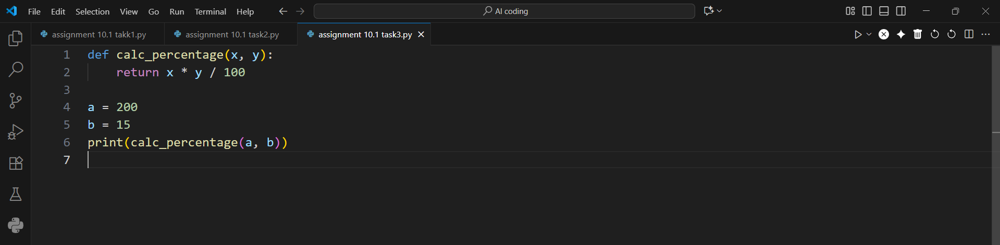 File Edit Selection View Go Run Terminal Help AI coding
assignment 10.1 takk1.py assignment 10.1 task2.py assignment 10.1 task3.py
1 def calc_percentage(x, y):
2     return x * y / 100
3
4 a = 200
5 b = 15
6 print(calc_percentage(a, b))
7